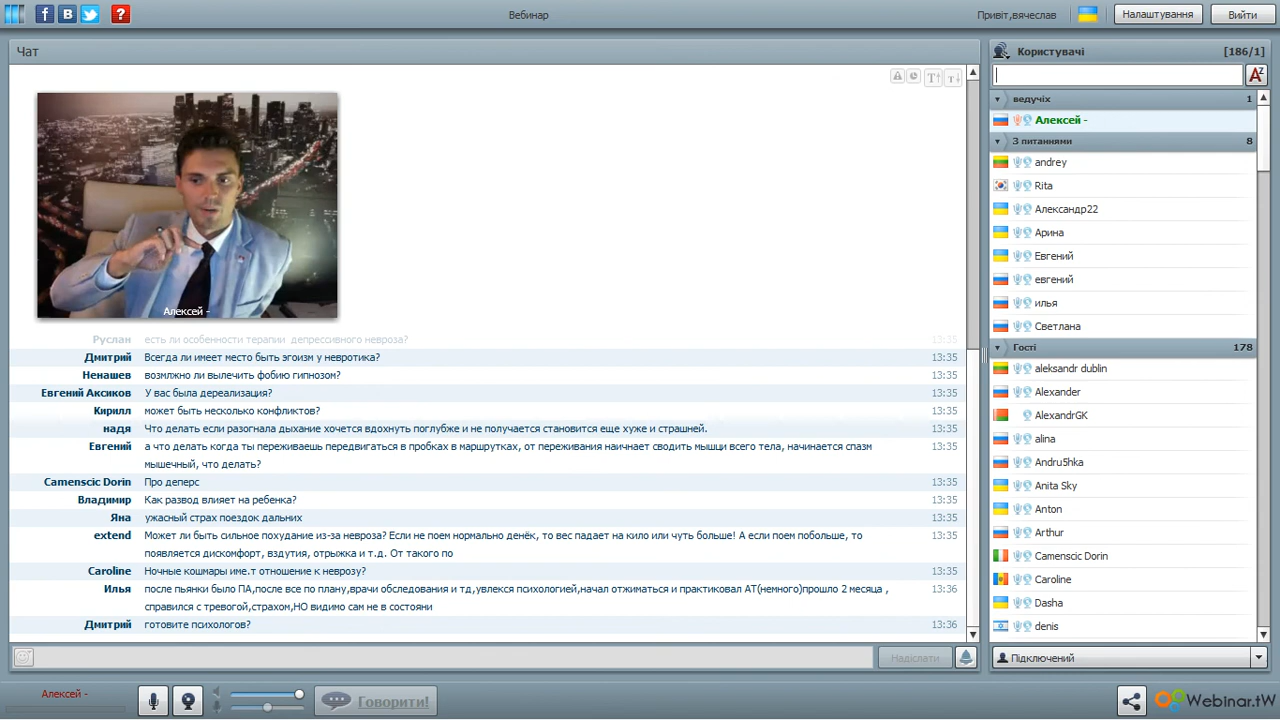 f B ?
Вебинар
Привіт,вячеслав
Налаштування
Вийти
Чат
Алексей -
Руслан есть ли особенности терапии депрессивного невроза? 13:35
Дмитрий Всегда ли имеет место быть эгоизм у невротика? 13:35
Ненашев возмлжно ли вылечить фобию гипнозом? 13:35
Евгений Аксиков У вас была дереализация? 13:35
Кирилл может быть несколько конфликтов? 13:35
надя Что делать если разогнала дыхание хочется вдохнуть поглубже и не получается становится еще хуже и страшней. 13:35
Евгений а что делать когда ты переживаешь передвигаться в пробках в маршрутках, от переживания наичнает сводить мышци всего тела, начинается спазм 13:35
мышечный, что делать?
Camenscic Dorin Про деперс 13:35
Владимир Как развод влияет на ребенка? 13:35
Яна ужасный страх поездок дальних 13:35
extend Может ли быть сильное похудание из-за невроза? Если не поем нормально денёк, то вес падает на кило или чуть больше! А если поем побольше, то 13:35
появляется дискомфорт, вздутия, отрыжка и т.д. От такого по
Caroline Ночные кошмары име.т отношение к неврозу? 13:35
Илья после пьянки было ПА,после все по плану,врачи обследования и тд,увлекся психологией,начал отжиматься и практиковал АТ(немного)прошло 2 месяца , 13:36
справился с тревогой,страхом,НО видимо сам не в состояни
Дмитрий готовите психологов? 13:36
Надіслати
Алексей -
Говорити!
Користувачі [186/1]
AZ
ведучіх 1
Алексей -
З питаннями 8
andrey
Rita
Александр22
Арина
Евгений
евгений
илья
Светлана
Гості 178
aleksandr dublin
Alexander
AlexandrGK
alina
Andru5hka
Anita Sky
Anton
Arthur
Camenscic Dorin
Caroline
Dasha
denis
Підключений
Webinar.tW